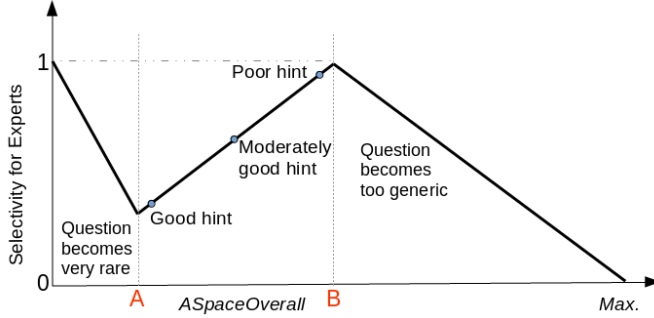 1
Poor hint
Selectivity for Experts
Moderately
good hint
Question
becomes
too generic
Good hint
Question
becomes
very rare
0
A
ASpaceOverall
B
Max.